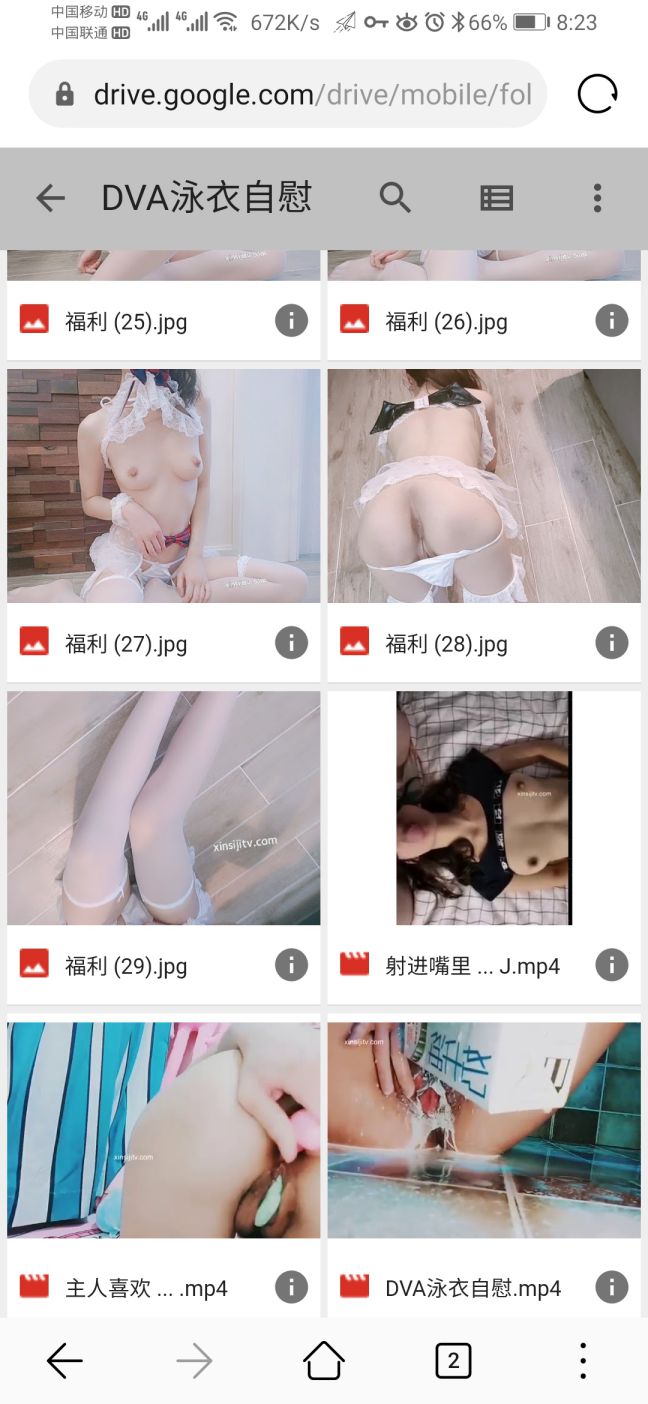 中国移动 HD 4G 4G 672K/s 66% 8:23
中国联通 HD
drive.google.com/drive/mobile/fol
DVA泳衣自慰
xinsijitv.com
福利 (25).jpg
福利 (26).jpg
xinsijitv.com
福利 (27).jpg
福利 (28).jpg
xinsijitv.com
xinsijitv.com
福利 (29).jpg
射进嘴里 ... J.mp4
xinsijitv.com
xinsijitv.com
主人喜欢 ... .mp4
DVA泳衣自慰.mp4
2